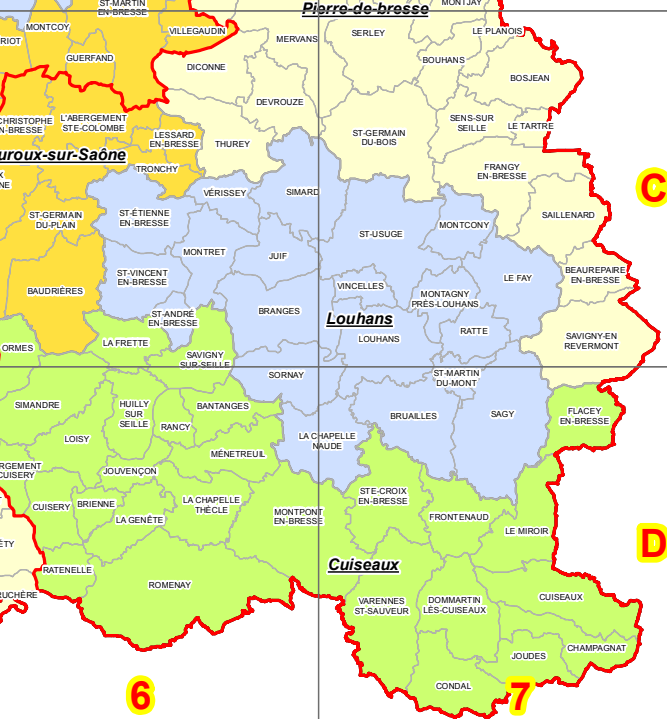 ST-MARTIN
EN-BRESSE
Pierre-de-bresse
MONTJAY
MONTCOY
VILLEGAUDIN
SERLEY
LE PLANOIS
RIOT
MERVANS
GUERFAND
BOUHANS
DICONNE
BOSJEAN
DEVROUZE
CHRISTOPHE
N-BRESSE
L'ABERGEMENT
STE-COLOMBE
SENS-SUR
SEILLE
LE TARTRE
LESSARD
EN-BRESSE
ST-GERMAIN
DU-BOIS
THUREY
uroux-sur-Saône
TRONCHY
FRANGY
EN-BRESSE
X
NE
C
VÉRISSEY
SIMARD
ST-GERMAIN
DU-PLAIN
ST-ÉTIENNE
EN-BRESSE
SAILLENARD
MONTCONY
ST-USUGE
MONTRET
JUIF
BEAUREPAIRE
EN-BRESSE
ST-VINCENT
EN-BRESSE
LE FAY
VINCELLES
BAUDRIÈRES
MONTAGNY
PRÈS-LOUHANS
BRANGES
ST-ANDRÉ
EN-BRESSE
Louhans
RATTE
LOUHANS
SAVIGNY-EN
REVERMONT
LA FRETTE
ORMES
SAVIGNY
SUR-SEILLE
SORNAY
ST-MARTIN
DU-MONT
SIMANDRE
HUILLY
SUR
SEILLE
BANTANGES
BRUAILLES
SAGY
FLACEY
EN-BRESSE
RANCY
LOISY
LA CHAPELLE
NAUDE
MÉNETREUIL
RGEMENT
CUISERY
JOUVENÇON
STE-CROIX
EN-BRESSE
CUISERY
BRIENNE
LA CHAPELLE
THÈCLE
LA GENÊTE
MONTPONT
EN-BRESSE
FRONTENAUD
LE MIROIR
ÉTY
D
Cuiseaux
RATENELLE
ROMENAY
RUCHÈRE
CUISEAUX
VARENNES
ST-SAUVEUR
DOMMARTIN
LÈS-CUISEAUX
CHAMPAGNAT
JOUDES
CONDAL
6
7